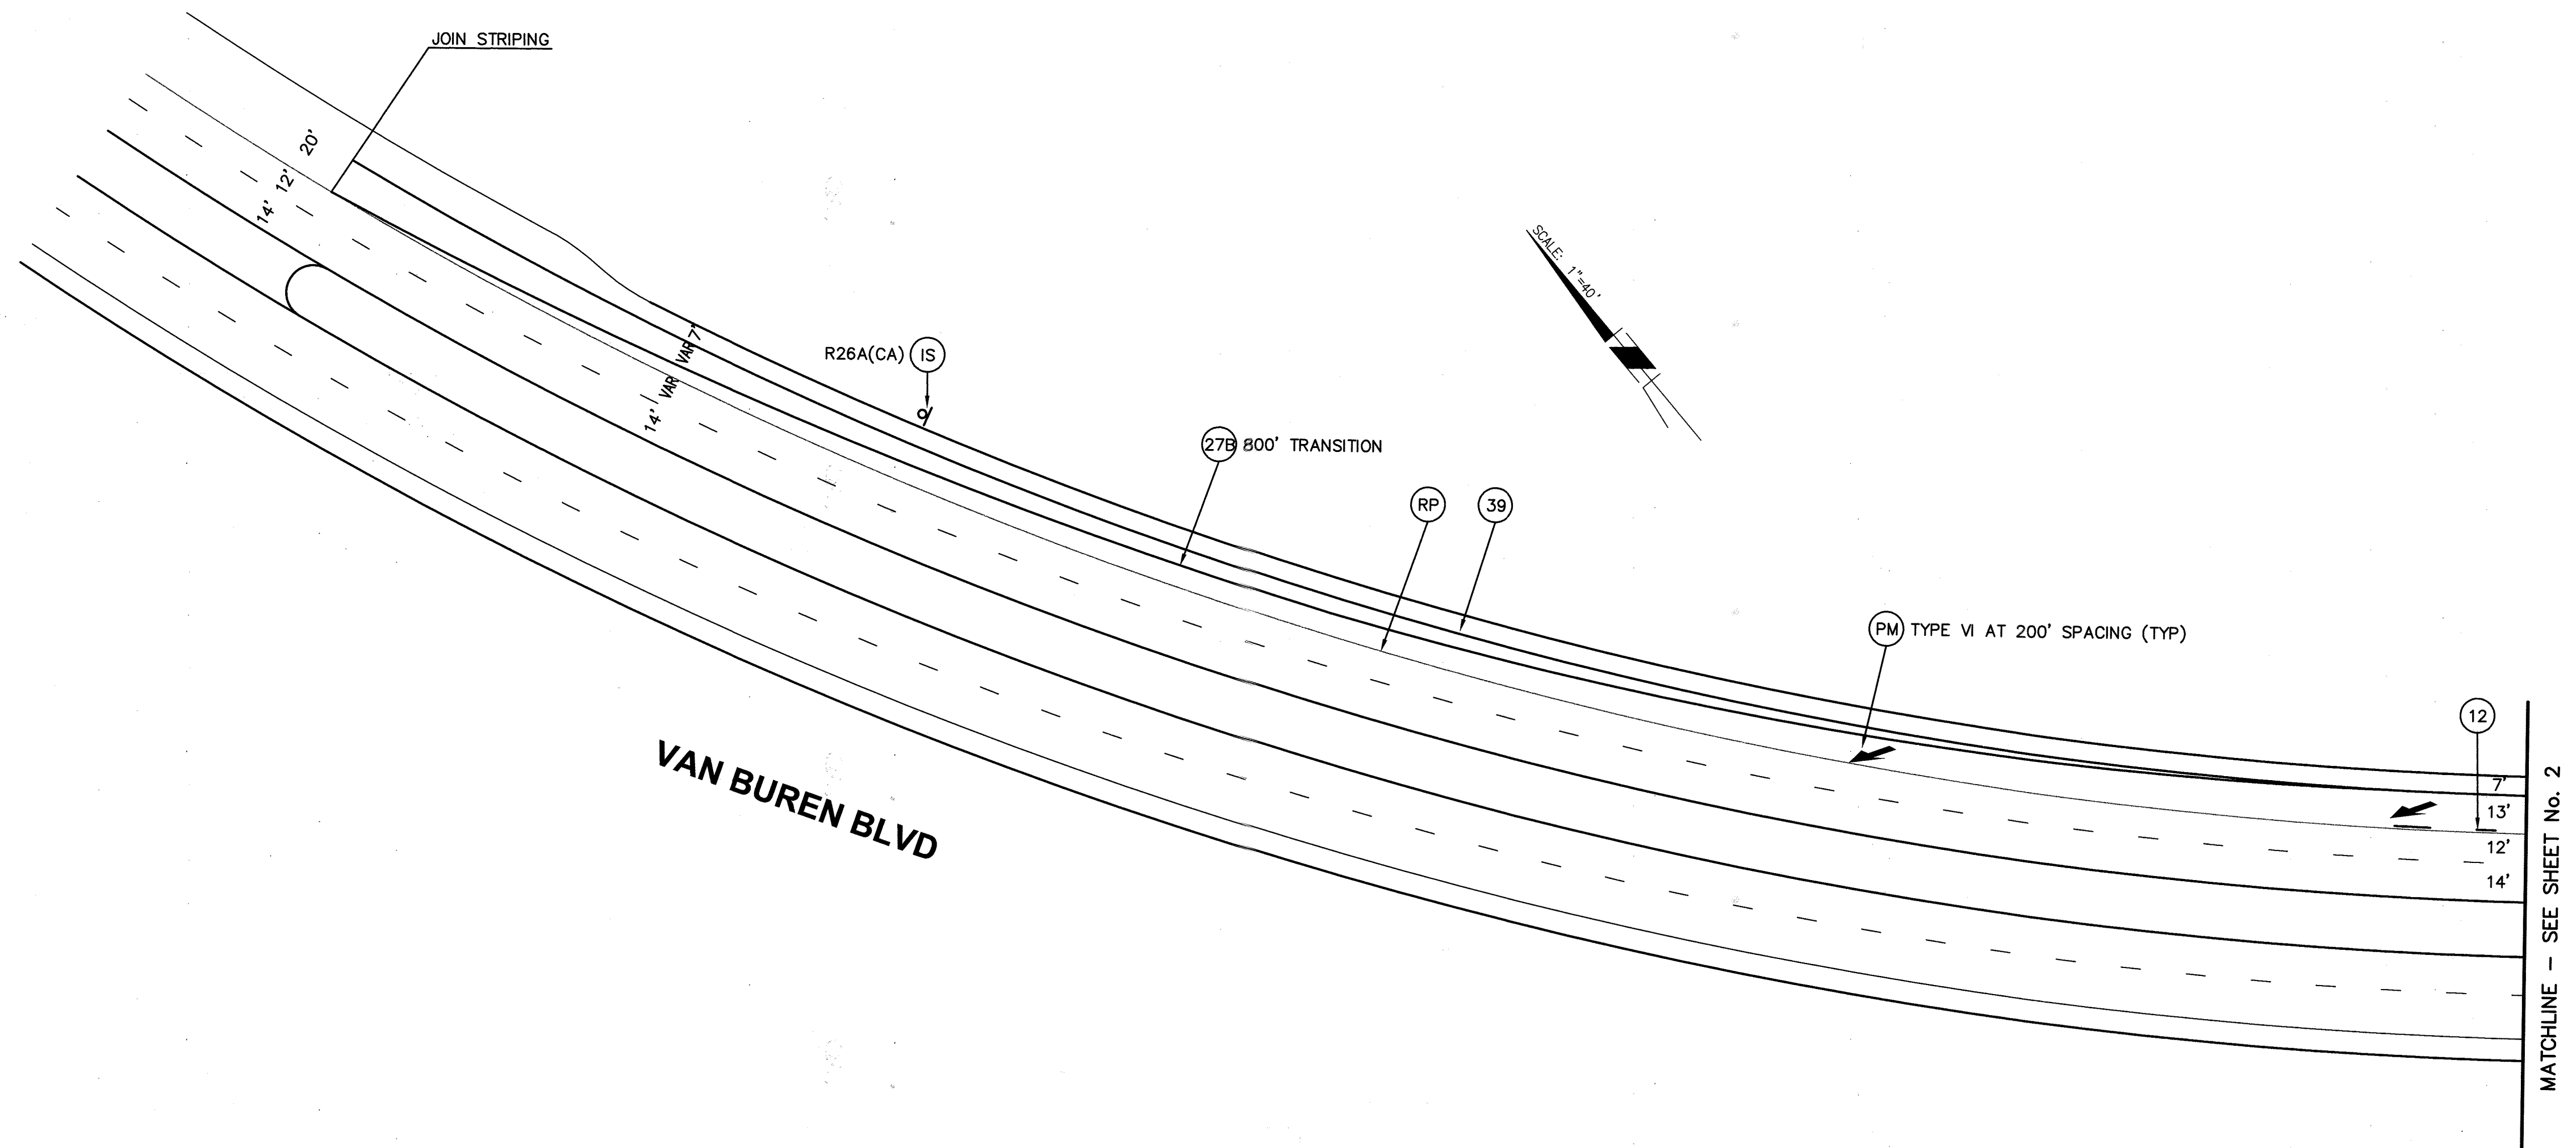 JOIN STRIPING
20'
12'
14'
SCALE: 1"=40'
7'
VAR
VAR
14'
R26A(CA) IS
27B 800' TRANSITION
RP
39
PM TYPE VI AT 200' SPACING (TYP)
12
7'
13'
12'
14'
VAN BUREN BLVD
MATCHLINE - SEE SHEET No. 2